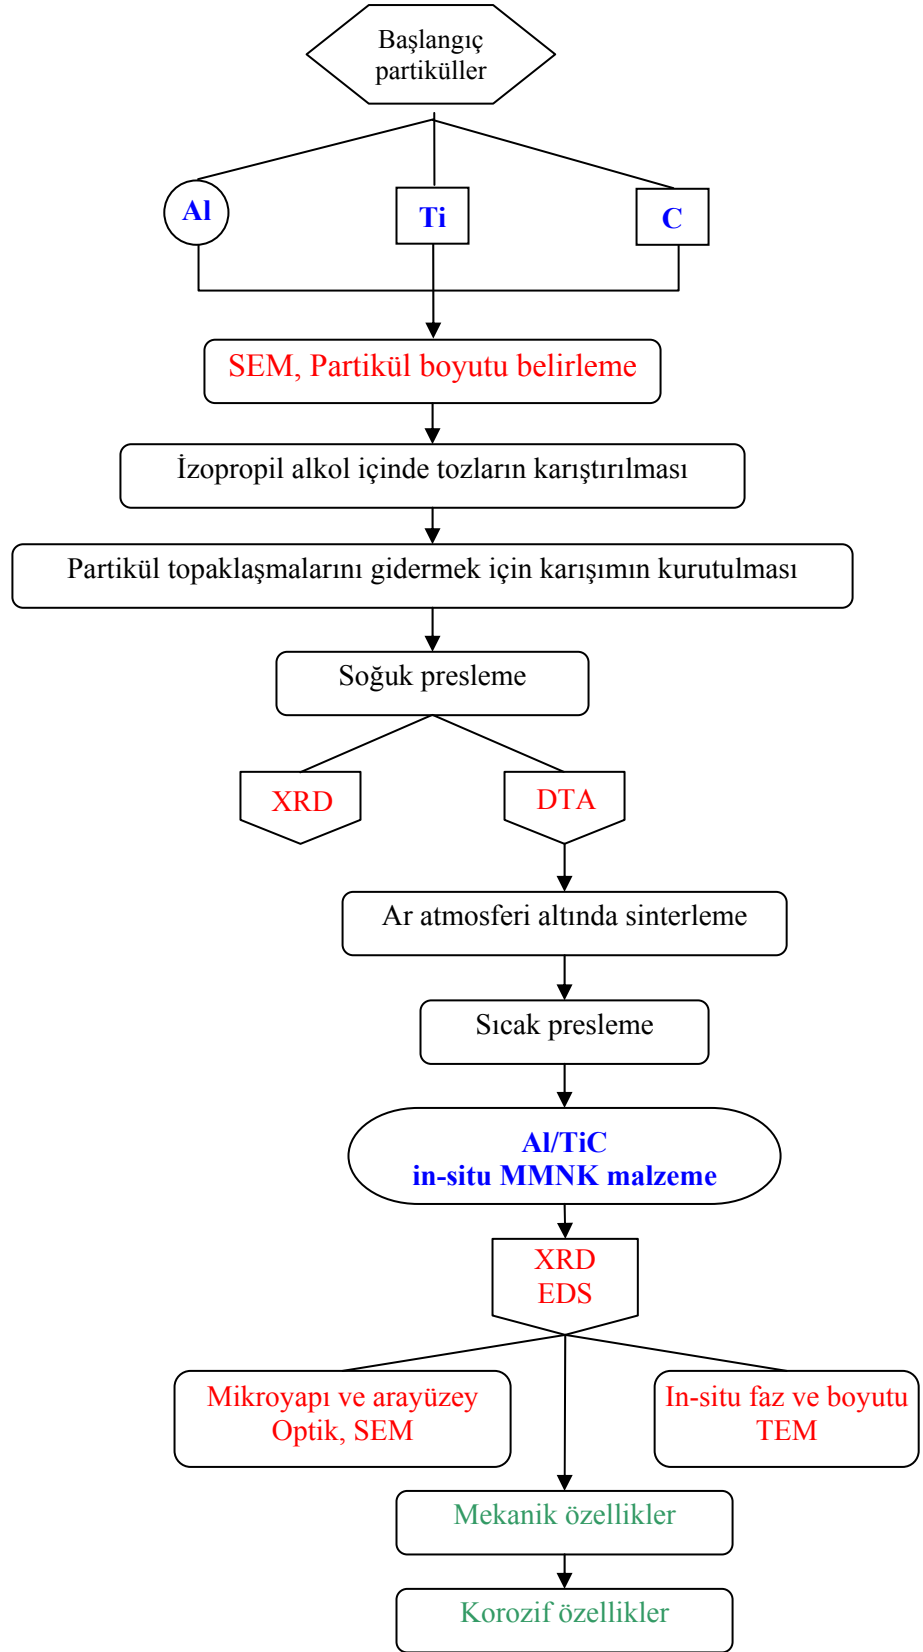 Başlangıç
partiküller
Al
Ti
C
SEM, Partikül boyutu belirleme
İzopropil alkol içinde tozların karıştırılması
Partikül topaklaşmalarını gidermek için karışımın kurutulması
Soğuk presleme
XRD
DTA
Ar atmosferi altında sinterleme
Sıcak presleme
Al/TiC
in-situ MMNK malzeme
XRD
EDS
Mikroyapı ve arayüzey
Optik, SEM
In-situ faz ve boyutu
TEM
Mekanik özellikler
Korozif özellikler